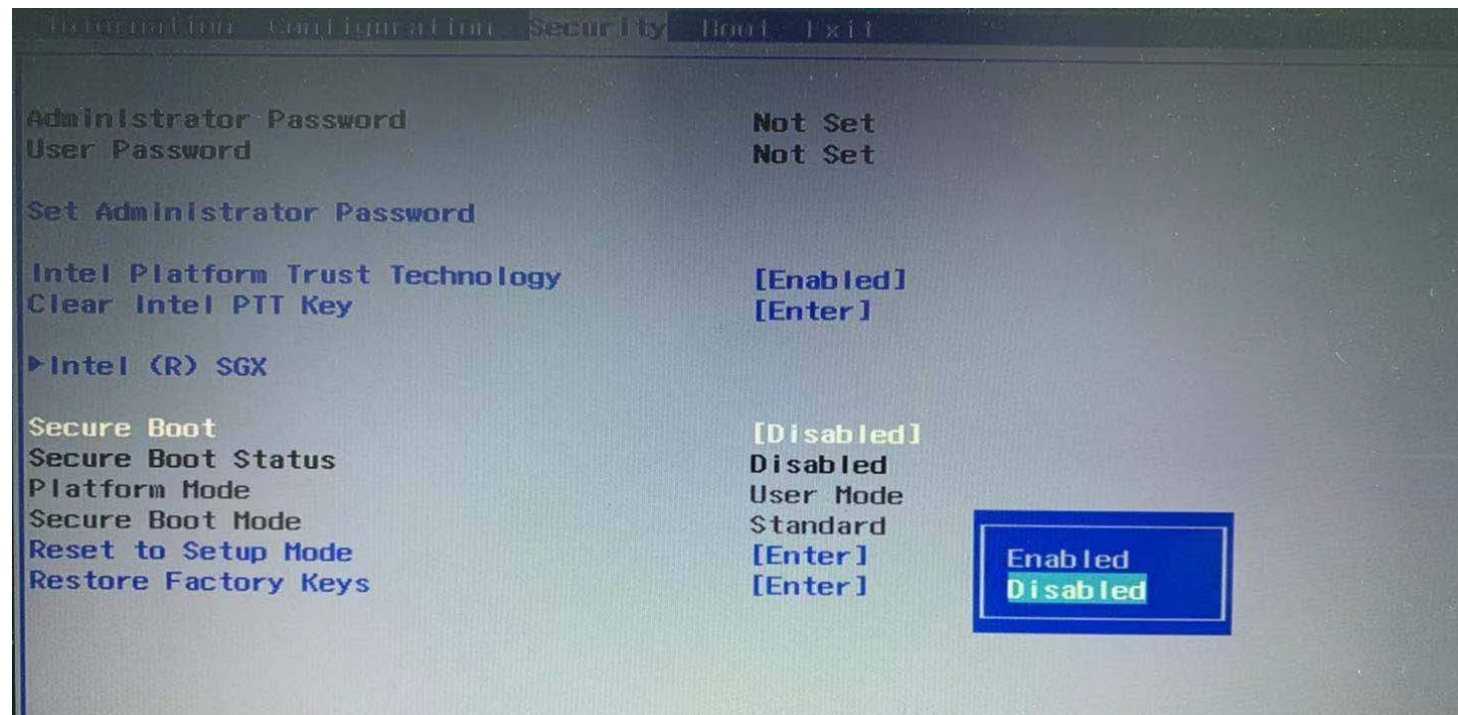 Information Configuration Security Boot Exit
Administrator Password Not Set
User Password Not Set
Set Administrator Password
Intel Platform Trust Technology [Enabled]
Clear Intel PTT Key [Enter]
Intel (R) SGX
Secure Boot [Disabled]
Secure Boot Status Disabled
Platform Mode User Mode
Secure Boot Mode Standard
Reset to Setup Mode [Enter]
Restore Factory Keys [Enter]
Enabled
Disabled